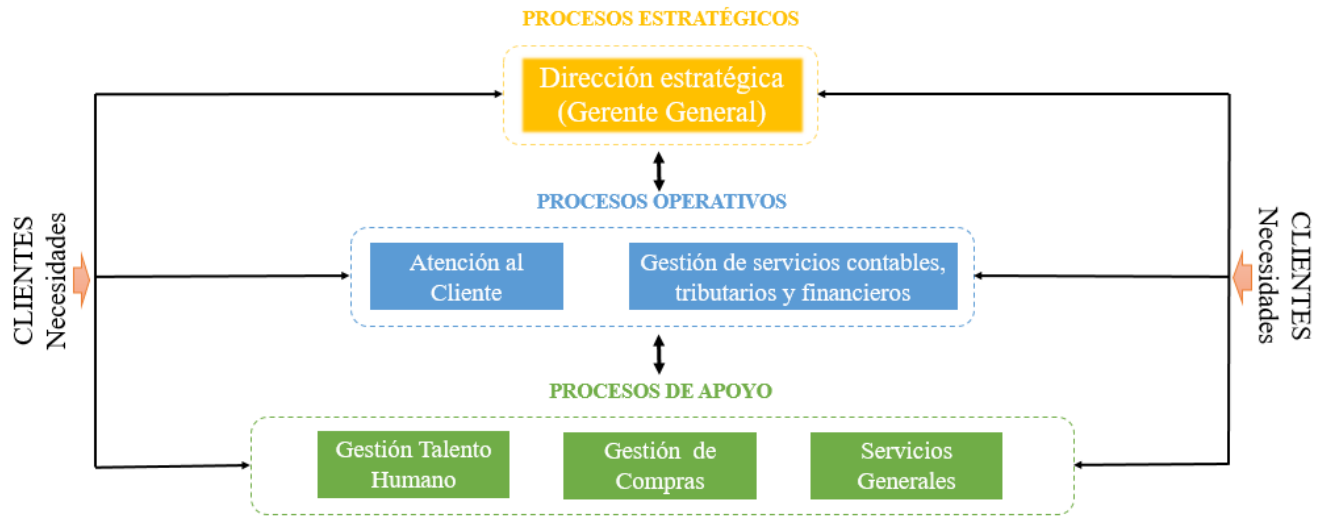 PROCESOS ESTRATÉGICOS
Dirección estratégica
(Gerente General)
CLIENTES
Necesidades
PROCESOS OPERATIVOS
Atención al
Cliente
Gestión de servicios contables,
tributarios y financieros
CLIENTES
Necesidades
PROCESOS DE APOYO
Gestión Talento
Humano
Gestión de
Compras
Servicios
Generales